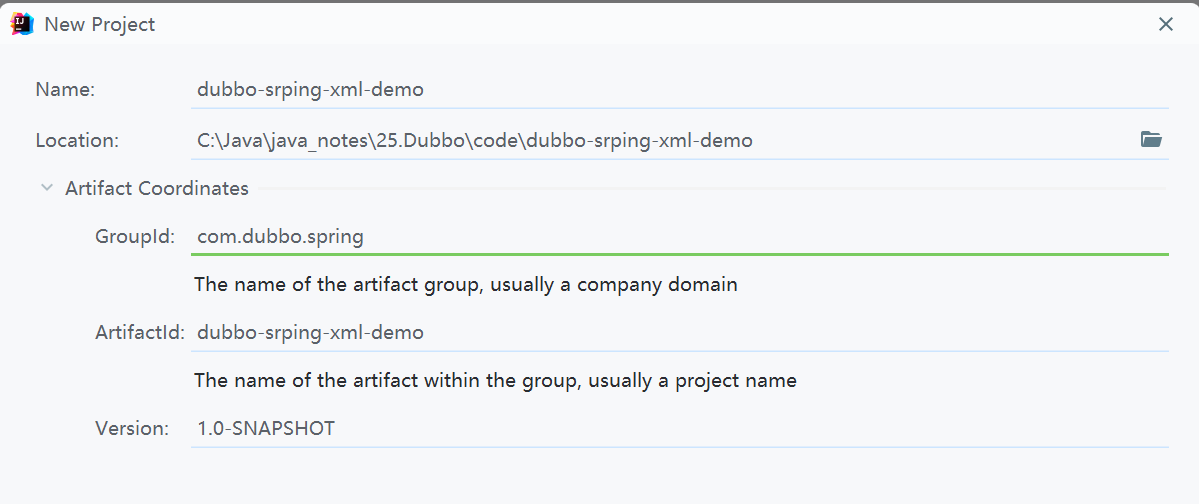 New Project
Name: dubbo-srping-xml-demo
Location: C:\Java\java_notes\25.Dubbo\code\dubbo-srping-xml-demo
Artifact Coordinates
GroupId: com.dubbo.spring
The name of the artifact group, usually a company domain
ArtifactId: dubbo-srping-xml-demo
The name of the artifact within the group, usually a project name
Version: 1.0-SNAPSHOT